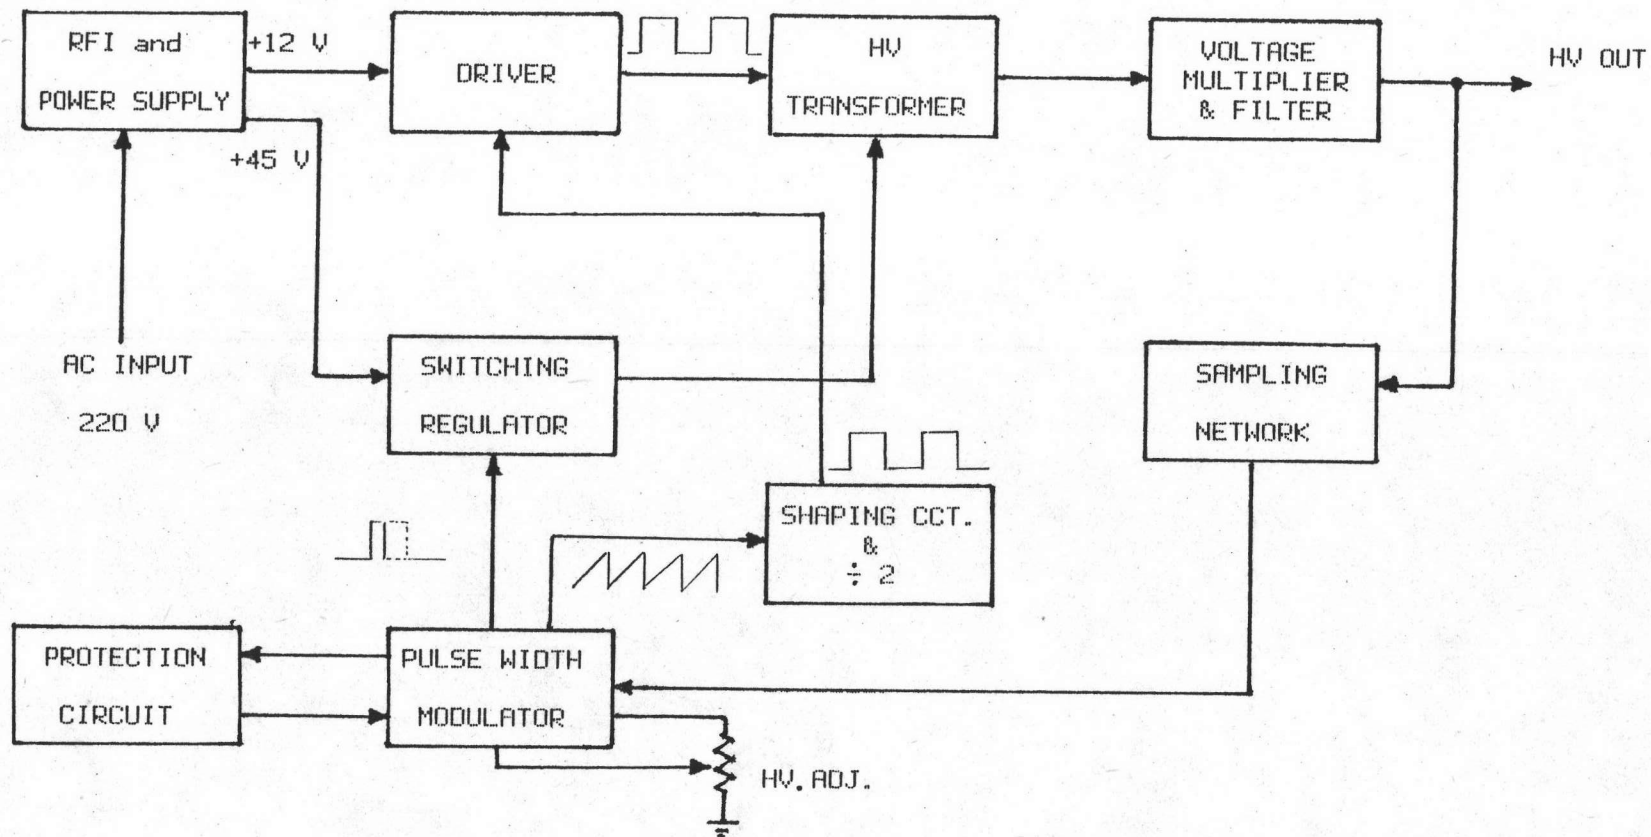 RFI and
POWER SUPPLY
+12 V
+45 V
DRIVER
HV
TRANSFORMER
VOLTAGE
MULTIPLIER
& FILTER
HV OUT
AC INPUT
220 V
SWITCHING
REGULATOR
SAMPLING
NETWORK
SHAPING CCT.
&
÷ 2
PROTECTION
CIRCUIT
PULSE WIDTH
MODULATOR
HV.ADJ.